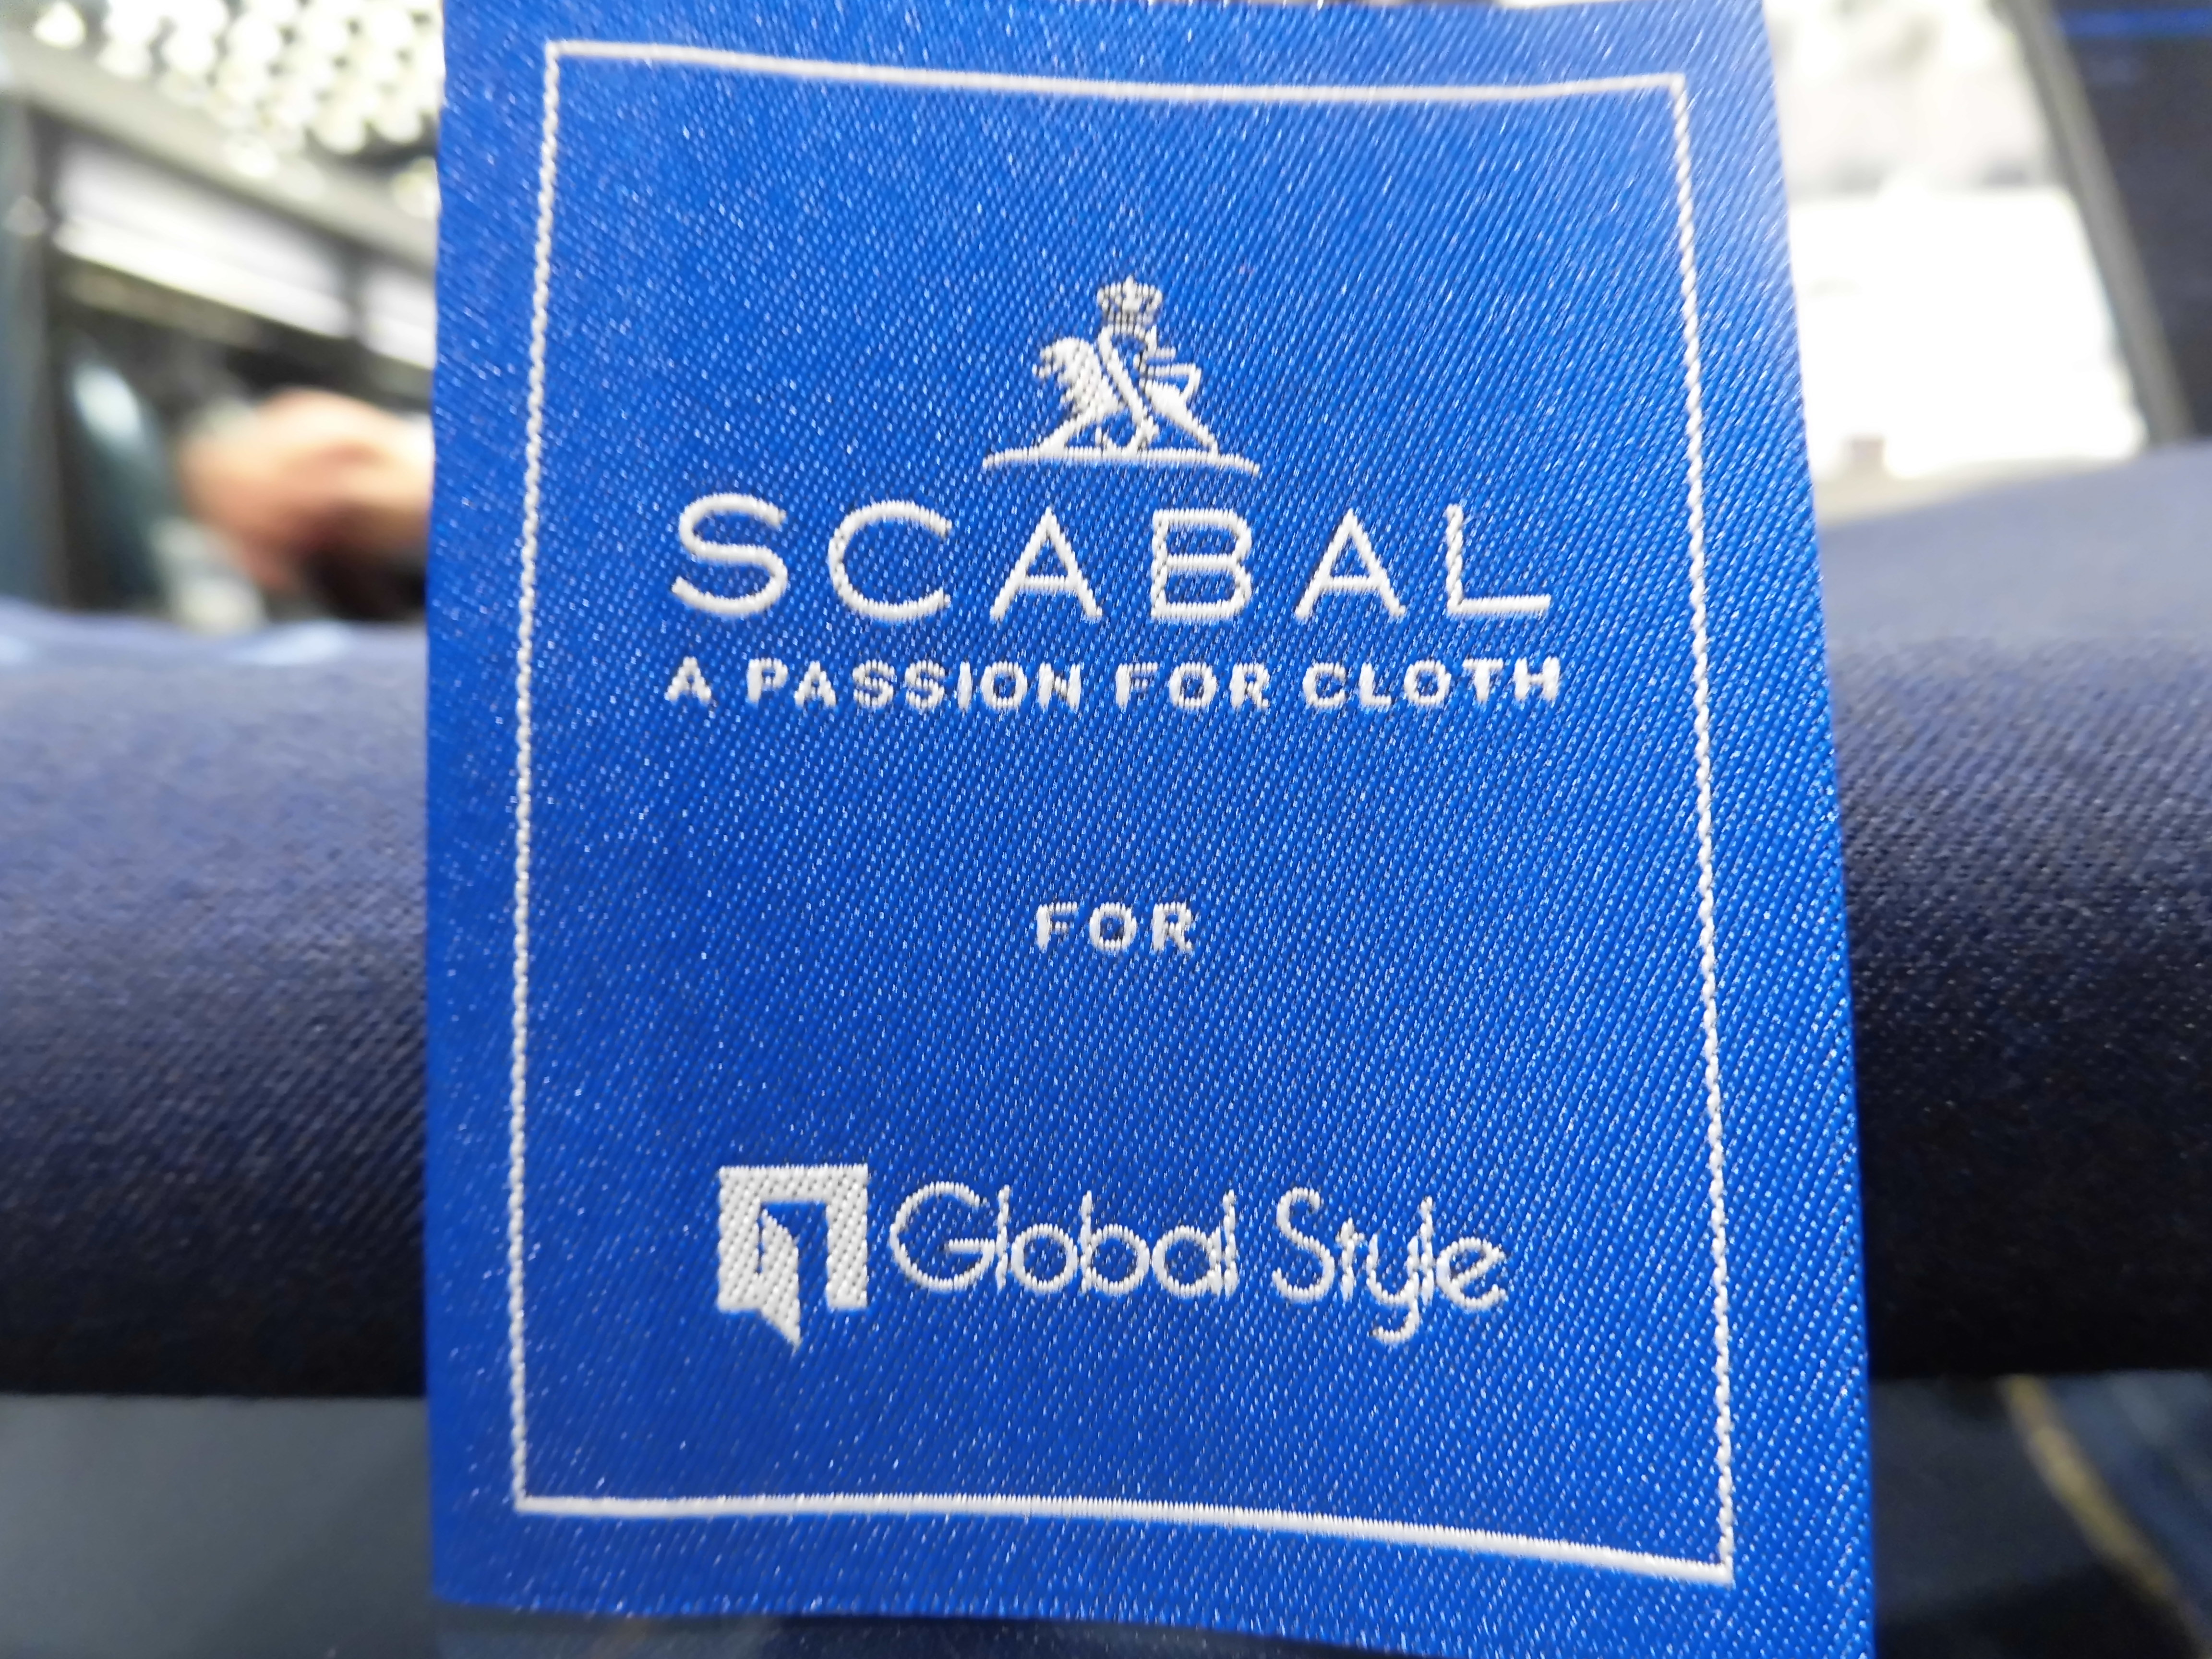 SCABAL
A PASSION FOR CLOTH
FOR
Global Style